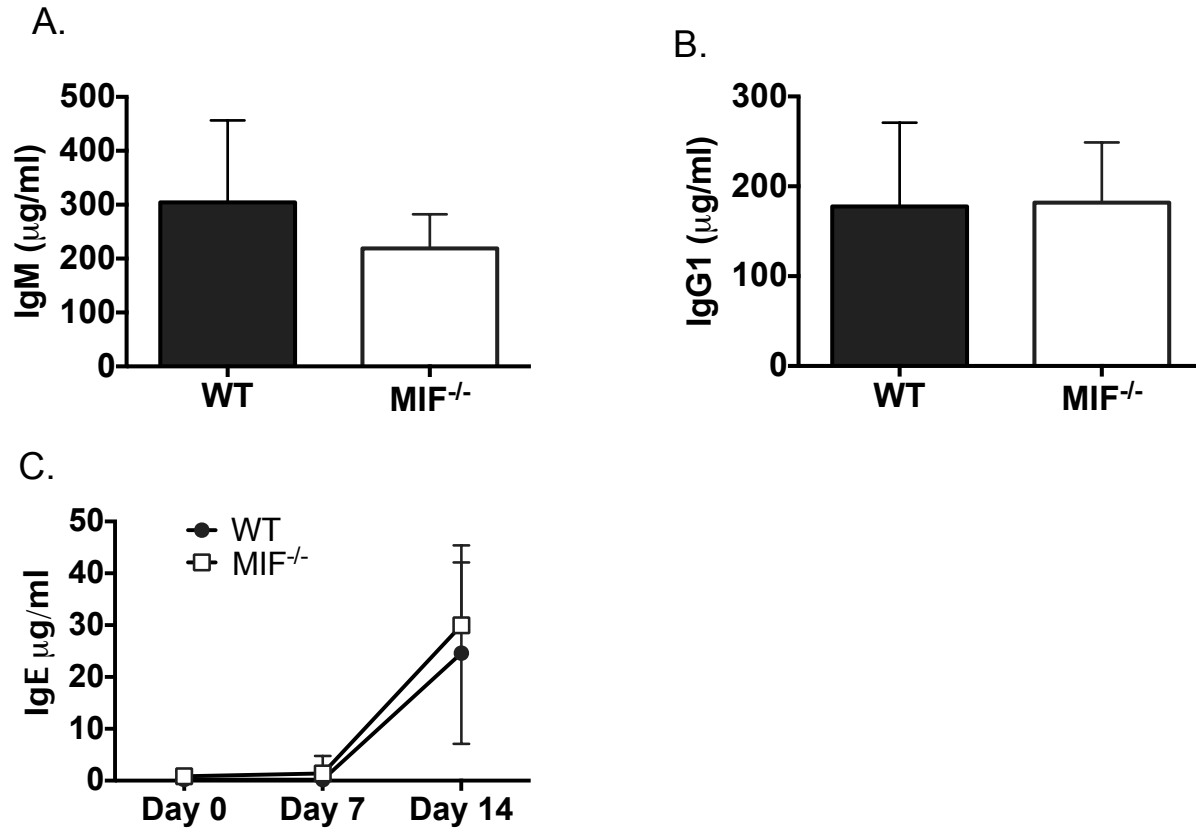 A.
IgM (μg/ml)
500
400
300
200
100
0
WT
MIF-/-
B.
IgG1 (μg/ml)
300
200
100
0
WT
MIF-/-
C.
IgE μg/ml
50
40
30
20
10
0
WT
MIF-/-
Day 0
Day 7
Day 14